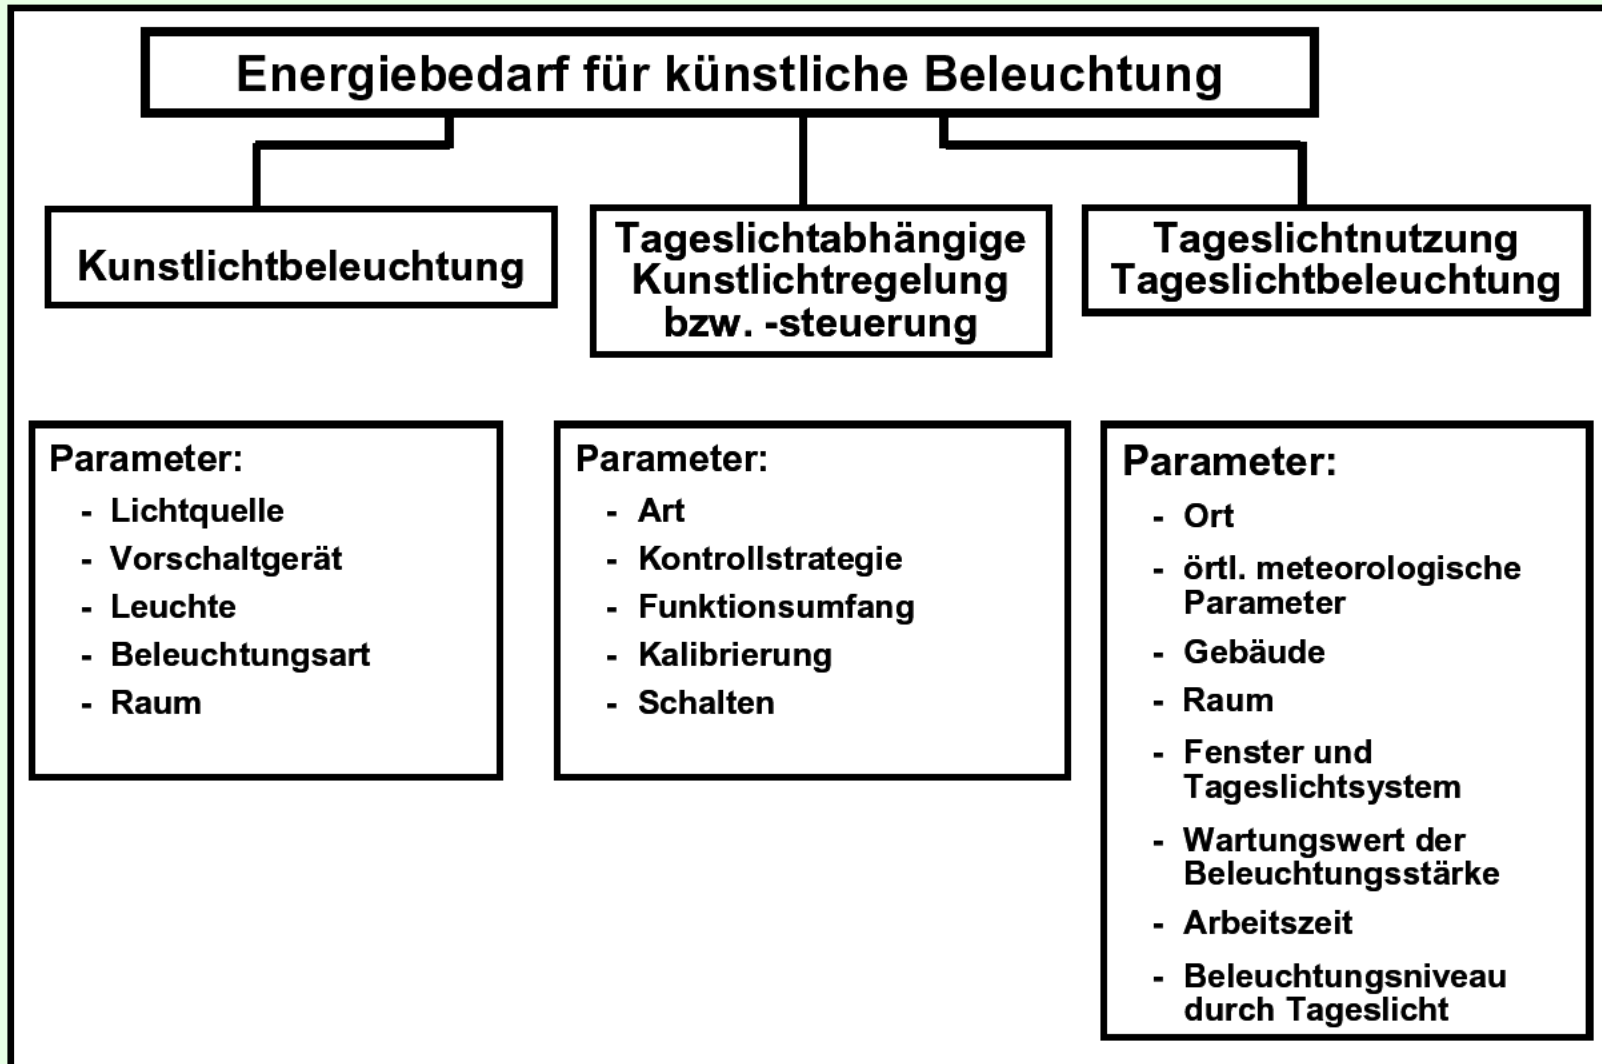 Energiebedarf für künstliche Beleuchtung
Kunstlichtbeleuchtung
Tageslichtabhängige
Kunstlichtregelung
bzw. -steuerung
Tageslichtnutzung
Tageslichtbeleuchtung
Parameter:
- Lichtquelle
- Vorschaltgerät
- Leuchte
- Beleuchtungsart
- Raum
Parameter:
- Art
- Kontrollstrategie
- Funktionsumfang
- Kalibrierung
- Schalten
Parameter:
- Ort
- örtl. meteorologische
Parameter
- Gebäude
- Raum
- Fenster und
Tageslichtsystem
- Wartungswert der
Beleuchtungsstärke
- Arbeitszeit
- Beleuchtungsniveau
durch Tageslicht